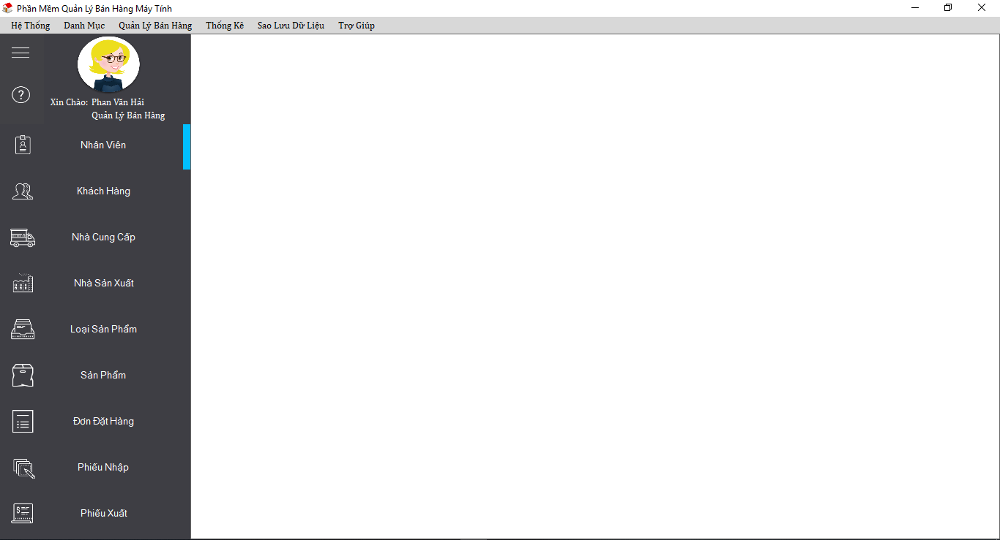 Phần Mềm Quản Lý Bán Hàng Máy Tính
Hệ Thống Danh Mục Quản Lý Bán Hàng Thống Kê Sao Lưu Dữ Liệu Trợ Giúp
?
Xin Chào: Phan Văn Hải
Quản Lý Bán Hàng
Nhân Viên
Khách Hàng
Nhà Cung Cấp
Nhà Sản Xuất
Loại Sản Phẩm
Sản Phẩm
Đơn Đặt Hàng
Phiếu Nhập
$
Phiếu Xuất